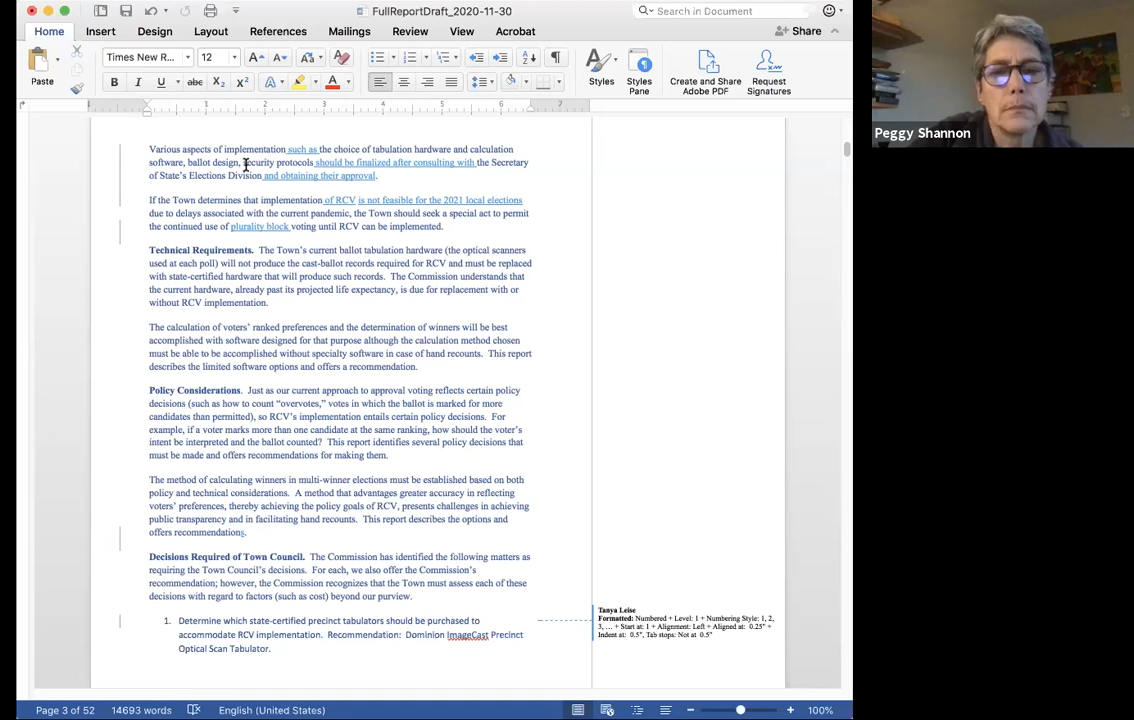 FullReportDraft_2020-11-30
Search in Document
Home Insert Design Layout References Mailings Review View Acrobat
Share
Paste
Times New R... 12
Styles
Styles Pane
Create and Share Adobe PDF
Request Signatures
1 1 2 3 4 5 6 7
Peggy Shannon
Various aspects of implementation such as the choice of tabulation hardware and calculation
software, ballot design, security protocols should be finalized after consulting with the Secretary
of State's Elections Division and obtaining their approval.
If the Town determines that implementation of RCV is not feasible for the 2021 local elections
due to delays associated with the current pandemic, the Town should seek a special act to permit
the continued use of plurality block voting until RCV can be implemented.
Technical Requirements. The Town's current ballot tabulation hardware (the optical scanners
used at each poll) will not produce the cast-ballot records required for RCV and must be replaced
with state-certified hardware that will produce such records. The Commission understands that
the current hardware, already past its projected life expectancy, is due for replacement with or
without RCV implementation.
The calculation of voters' ranked preferences and the determination of winners will be best
accomplished with software designed for that purpose although the calculation method chosen
must be able to be accomplished without specialty software in case of hand recounts. This report
describes the limited software options and offers a recommendation.
Policy Considerations. Just as our current approach to approval voting reflects certain policy
decisions (such as how to count "overvotes," votes in which the ballot is marked for more
candidates than permitted), so RCV's implementation entails certain policy decisions. For
example, if a voter marks more than one candidate at the same ranking, how should the voter's
intent be interpreted and the ballot counted? This report identifies several policy decisions that
must be made and offers recommendations for making them.
The method of calculating winners in multi-winner elections must be established based on both
policy and technical considerations. A method that advantages greater accuracy in reflecting
voters' preferences, thereby achieving the policy goals of RCV, presents challenges in achieving
public transparency and in facilitating hand recounts. This report describes the options and
offers recommendations.
Decisions Required of Town Council. The Commission has identified the following matters as
requiring the Town Council's decisions. For each, we also offer the Commission's
recommendation; however, the Commission recognizes that the Town must assess each of these
decisions with regard to factors (such as cost) beyond our purview.
1. Determine which state-certified precinct tabulators should be purchased to
accommodate RCV implementation. Recommendation: Dominion ImageCast Precinct
Optical Scan Tabulator.
Tanya Leise
Formatted: Numbered + Level: 1 + Numbering Style: 1, 2,
3, ... + Start at: 1 + Alignment: Left + Aligned at: 0.25" +
Indent at: 0.5", Tab stops: Not at 0.5"
Page 3 of 52 14693 words English (United States) 100%